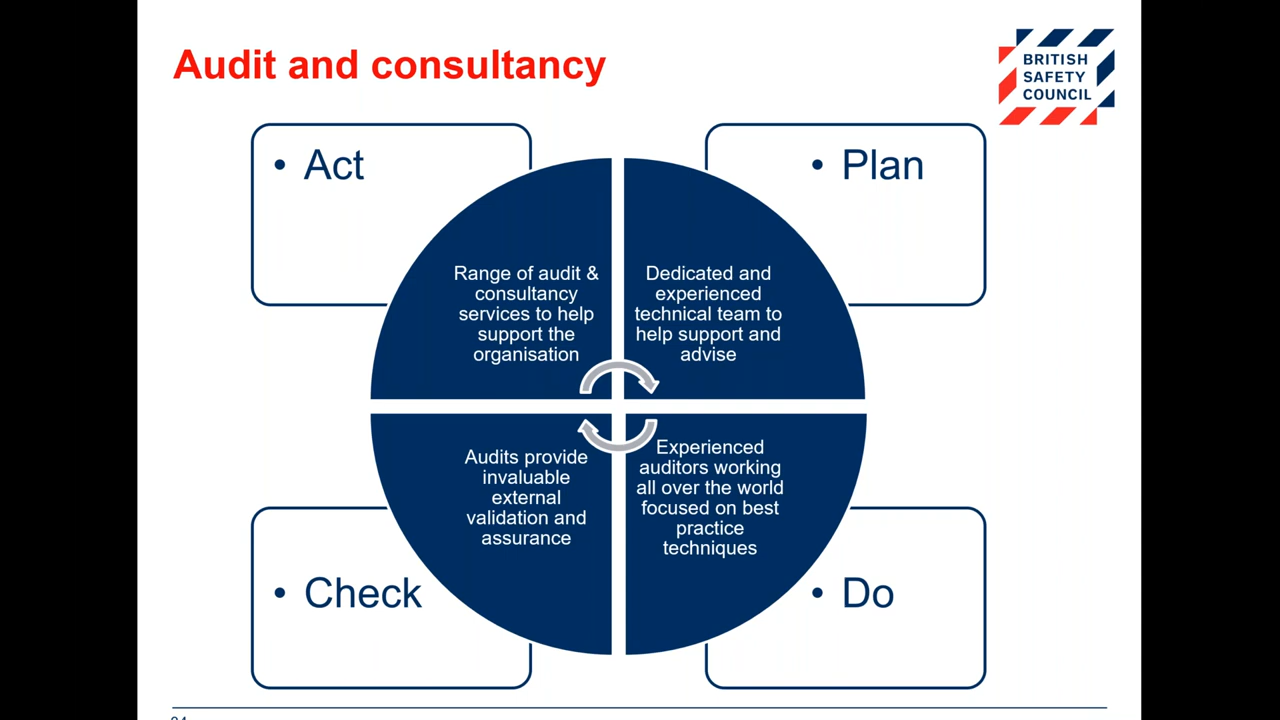 Audit and consultancy
BRITISH
SAFETY
COUNCIL
• Act
• Plan
Range of audit &
consultancy
services to help
support the
organisation
Dedicated and
experienced
technical team to
help support and
advise
Audits provide
invaluable
external
validation and
assurance
Experienced
auditors working
all over the world
focused on best
practice
techniques
• Check
• Do